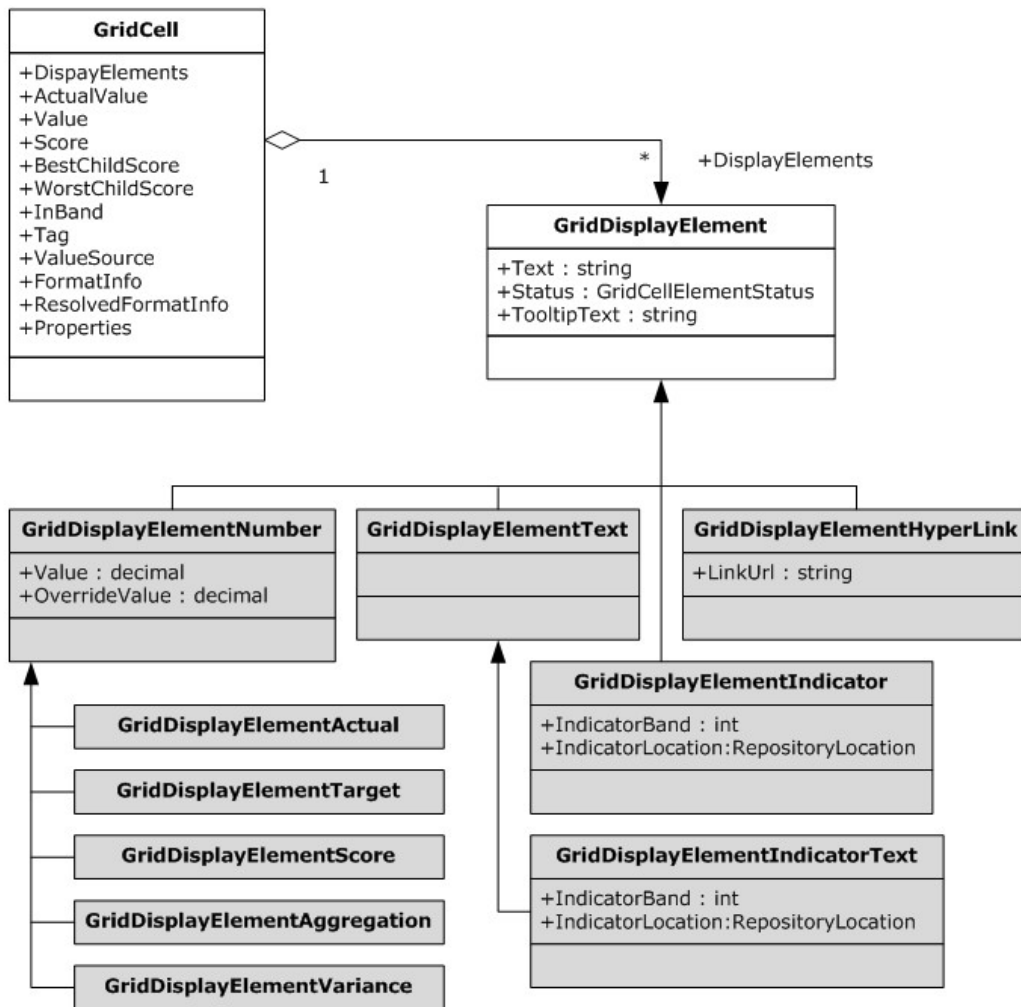 GridCell
+DispayElements
+ActualValue
+Value
+Score
+BestChildScore
+WorstChildScore
+InBand
+Tag
+ValueSource
+FormatInfo
+ResolvedFormatInfo
+Properties
1
*
+DisplayElements
GridDisplayElement
+Text : string
+Status : GridCellElementStatus
+TooltipText : string
GridDisplayElementNumber
+Value : decimal
+OverrideValue : decimal
GridDisplayElementText
GridDisplayElementHyperLink
+LinkUrl : string
GridDisplayElementIndicator
+IndicatorBand : int
+IndicatorLocation:RepositoryLocation
GridDisplayElementActual
GridDisplayElementTarget
GridDisplayElementScore
GridDisplayElementAggregation
GridDisplayElementVariance
GridDisplayElementIndicatorText
+IndicatorBand : int
+IndicatorLocation:RepositoryLocation